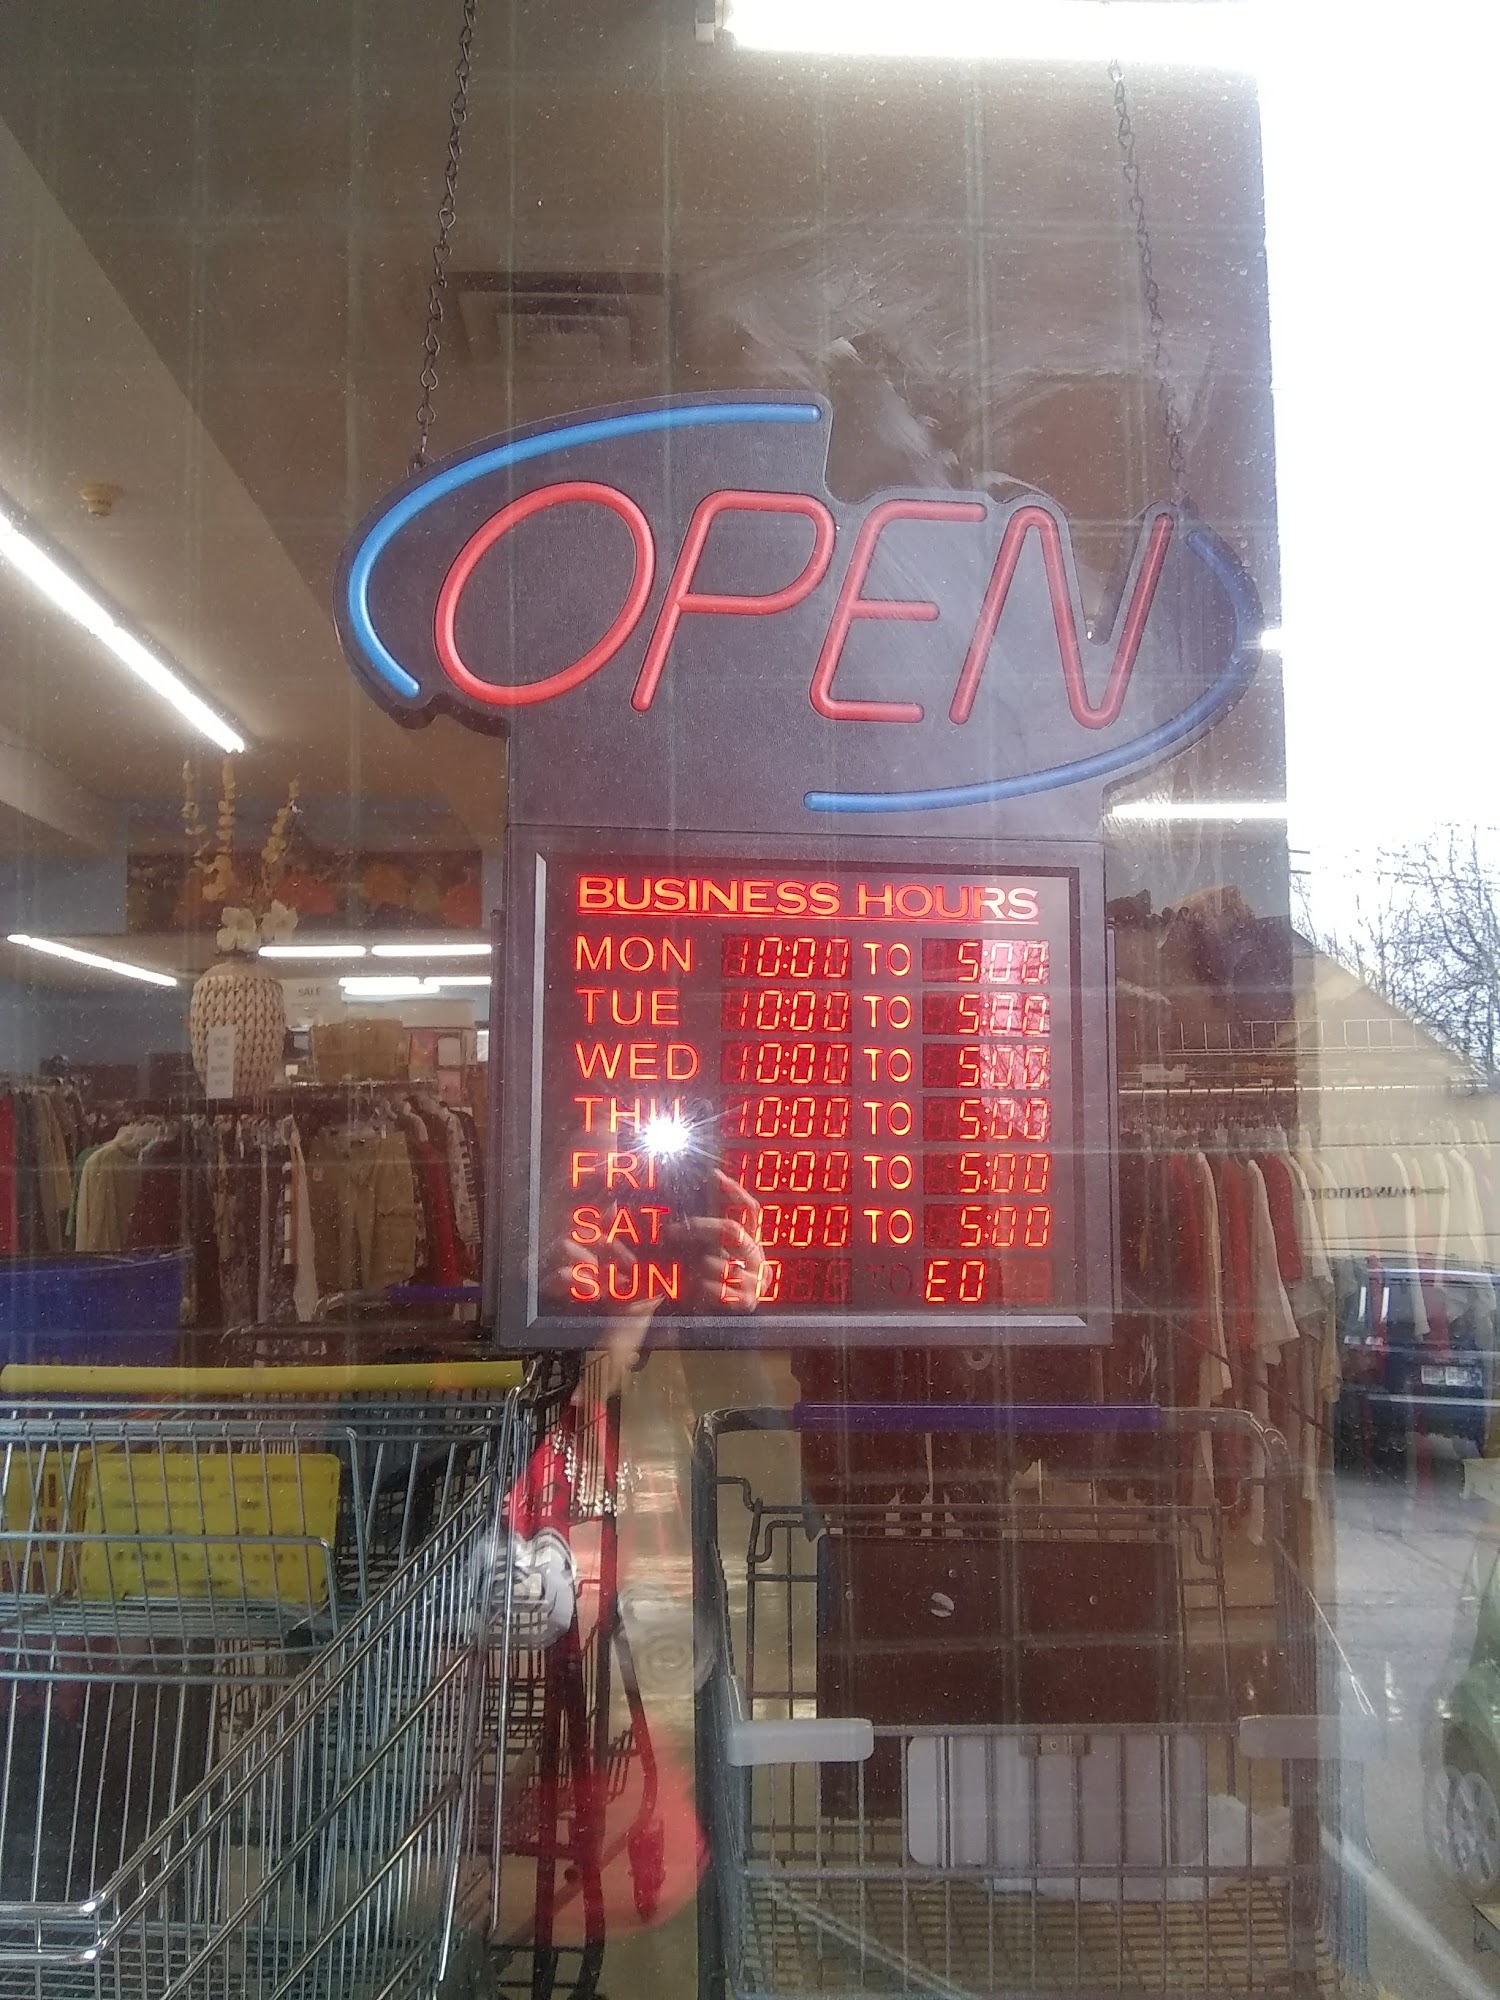 OPEN
BUSINESS HOURS
MON 10:00 TO 5:00
TUE 10:00 TO 5:00
WED 10:00 TO 5:00
THU 10:00 TO 5:00
FRI 10:00 TO 5:00
SAT 10:00 TO 5:00
SUN E0 TO E0
SALE